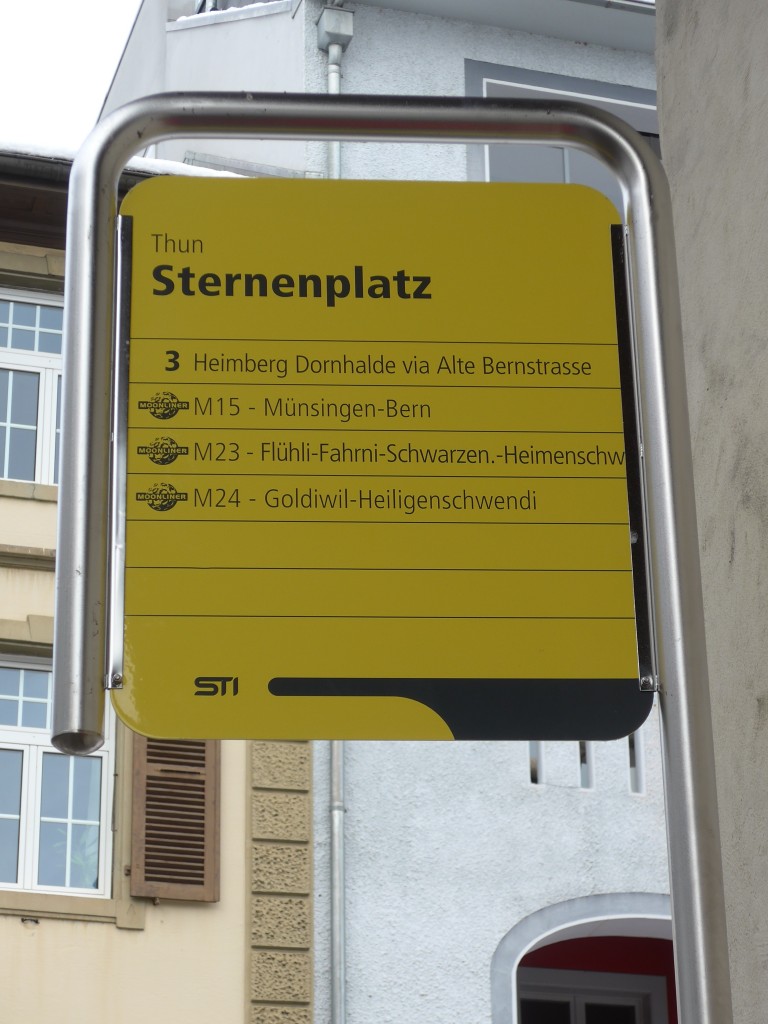 Thun
Sternenplatz
3 Heimberg Dornhalde via Alte Bernstrasse
MOONLINER M15 - Münsingen-Bern
MOONLINER M23 - Flühli-Fahrni-Schwarzen.-Heimenschw
MOONLINER M24 - Goldiwil-Heiligenschwendi
STI